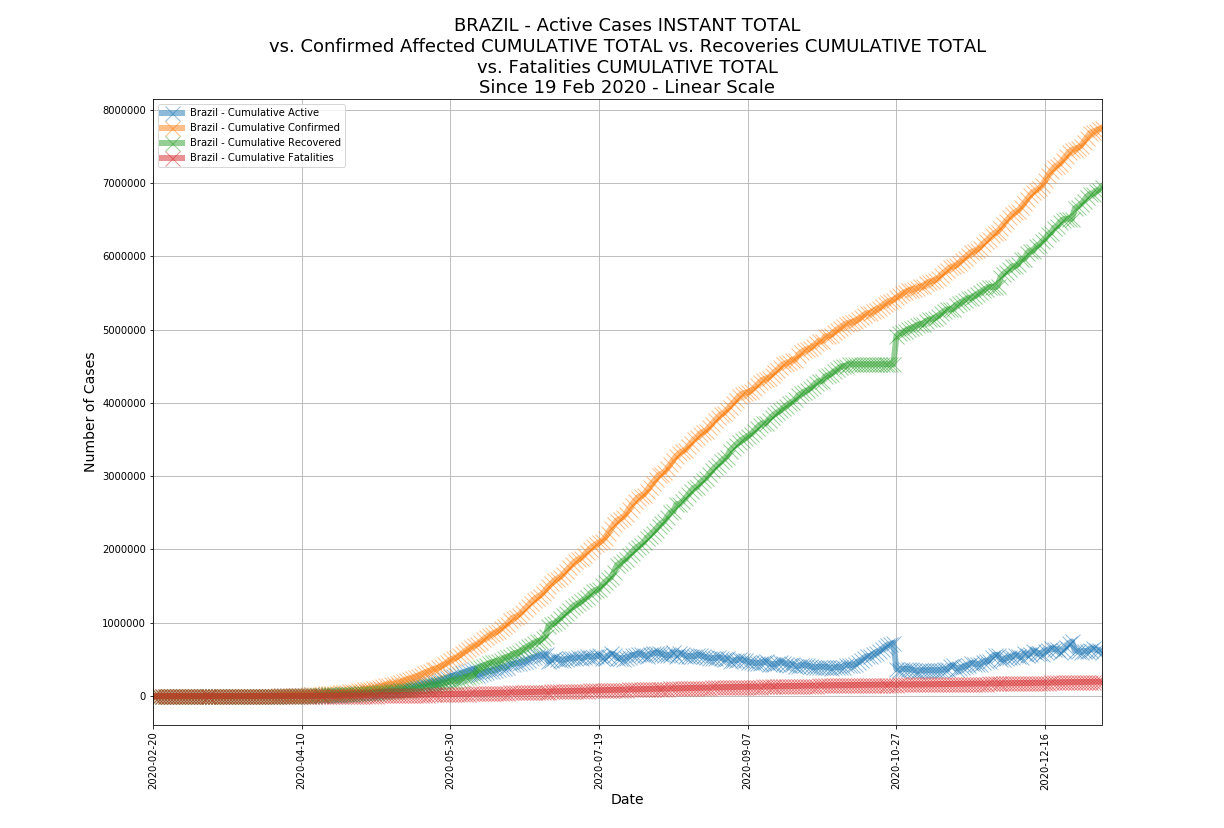 BRAZIL - Active Cases INSTANT TOTAL
vs. Confirmed Affected CUMULATIVE TOTAL vs. Recoveries CUMULATIVE TOTAL
vs. Fatalities CUMULATIVE TOTAL
Since 19 Feb 2020 - Linear Scale
Brazil - Cumulative Active
Brazil - Cumulative Confirmed
Brazil - Cumulative Recovered
Brazil - Cumulative Fatalities
Number of Cases
8000000
7000000
6000000
5000000
4000000
3000000
2000000
1000000
0
2020-02-20
2020-04-10
2020-05-30
2020-07-19
2020-09-07
2020-10-27
2020-12-16
Date